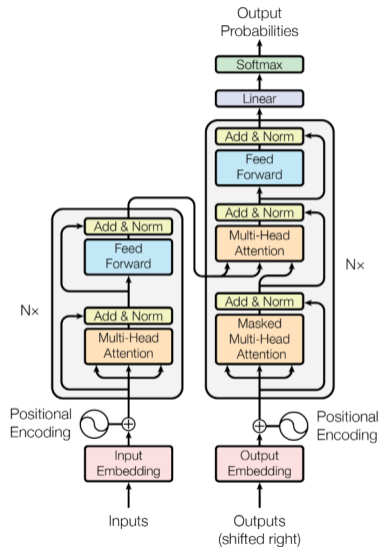 Output
Probabilities
Softmax
Linear
Add & Norm
Feed
Forward
Add & Norm
Multi-Head
Attention
N×
Add & Norm
Masked
Multi-Head
Attention
Add & Norm
Feed
Forward
N×
Add & Norm
Multi-Head
Attention
Positional
Encoding
Positional
Encoding
Input
Embedding
Output
Embedding
Inputs
Outputs
(shifted right)